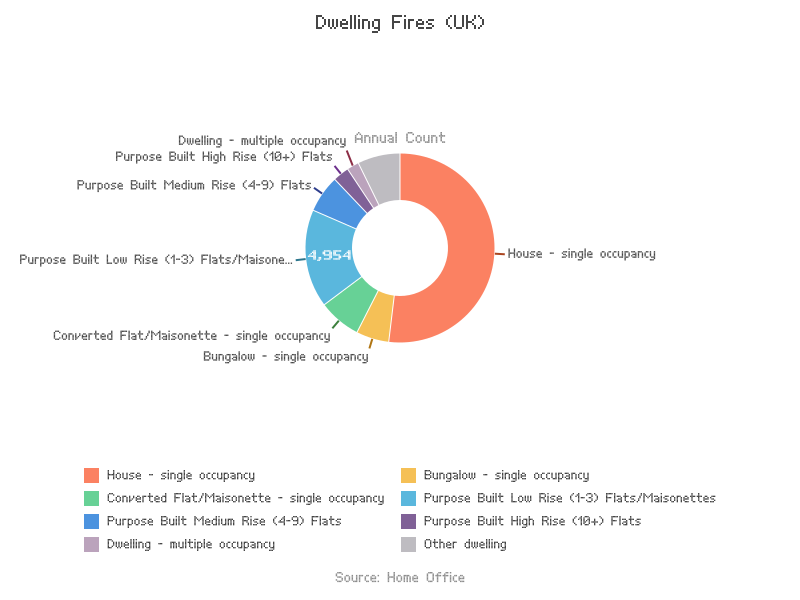 Dwelling Fires (UK)
Annual Count
Dwelling - multiple occupancy
Purpose Built High Rise (10+) Flats
Purpose Built Medium Rise (4-9) Flats
House - single occupancy
4,954
Purpose Built Low Rise (1-3) Flats/Maisone...
Converted Flat/Maisonette - single occupancy
Bungalow - single occupancy
House - single occupancy
Bungalow - single occupancy
Converted Flat/Maisonette - single occupancy
Purpose Built Low Rise (1-3) Flats/Maisonettes
Purpose Built Medium Rise (4-9) Flats
Purpose Built High Rise (10+) Flats
Dwelling - multiple occupancy
Other dwelling
Source: Home Office